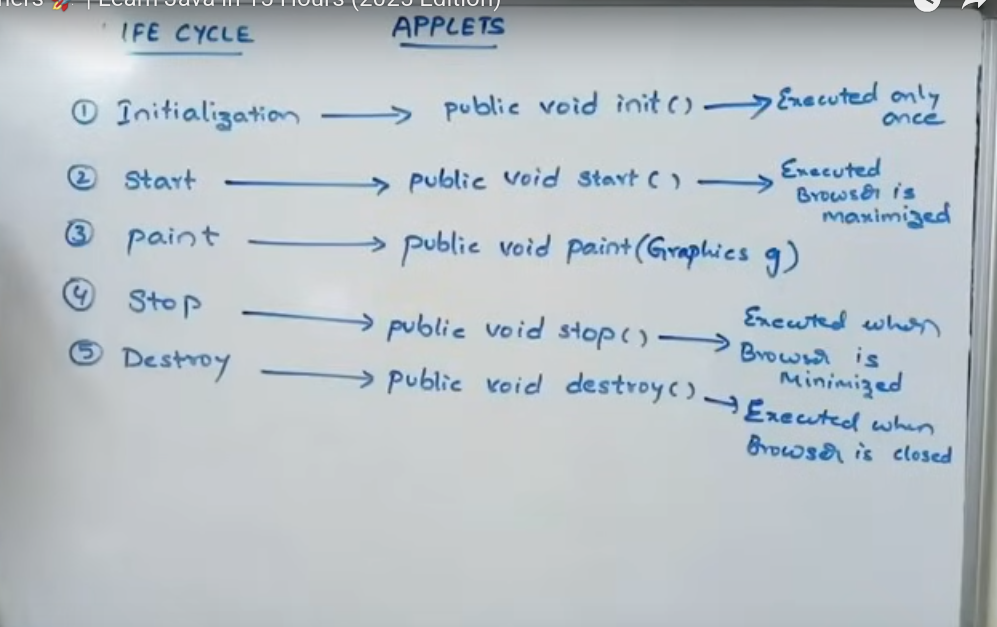 | Learn Java in 15 Hours (2025 Edition)
IFE CYCLE APPLETS
① Initialization → public void init() → Executed only
once
② Start → public void start() → Executed
Browser is
maximized
③ paint → public void paint(Graphics g)
④ Stop → public void stop() → Executed when
Browser is
Minimized
⑤ Destroy → public void destroy() → Executed when
Browser is closed